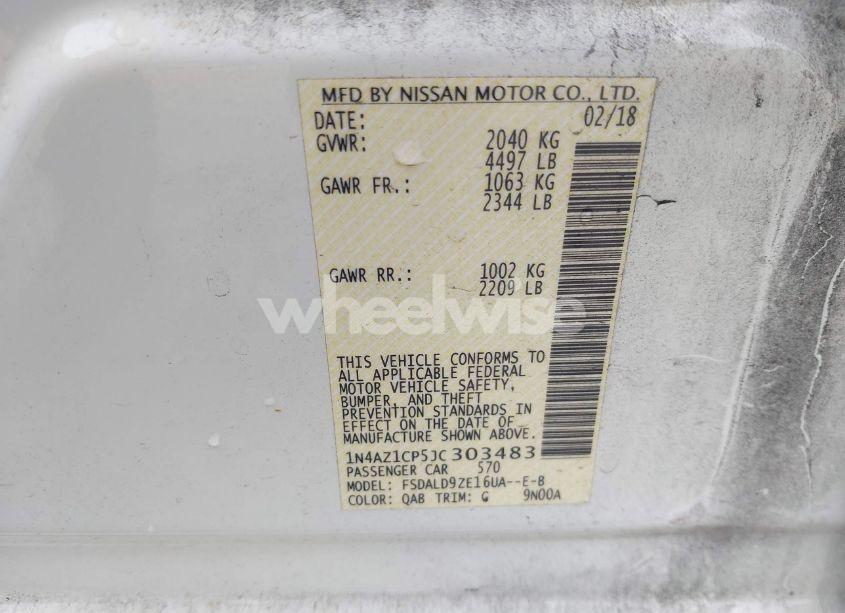 MFD BY NISSAN MOTOR CO., LTD.
DATE: 02/18
GVWR: 2040 KG
4497 LB
GAWR FR.: 1063 KG
2344 LB
GAWR RR.: 1002 KG
2209 LB
wheelwise
THIS VEHICLE CONFORMS TO
ALL APPLICABLE FEDERAL
MOTOR VEHICLE SAFETY,
BUMPER, AND THEFT
PREVENTION STANDARDS IN
EFFECT ON THE DATE OF
MANUFACTURE SHOWN ABOVE.
1N4AZ1CP5JC303483
PASSENGER CAR 570
MODEL: FSDALD9ZE16UA--E-B
COLOR: QAB TRIM: G 9N00A